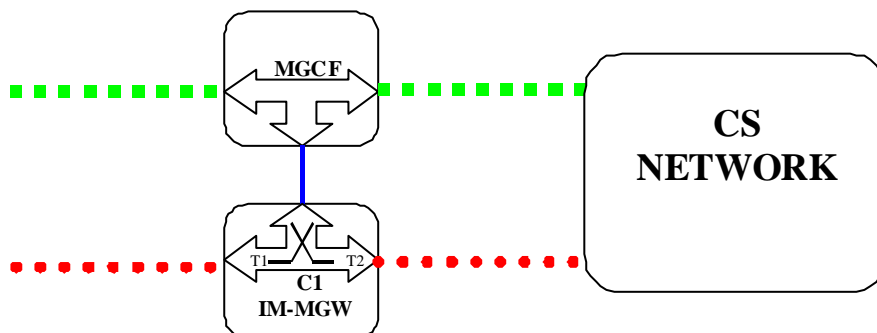 MGCF
CS
NETWORK
T1 T2
C1
IM-MGW